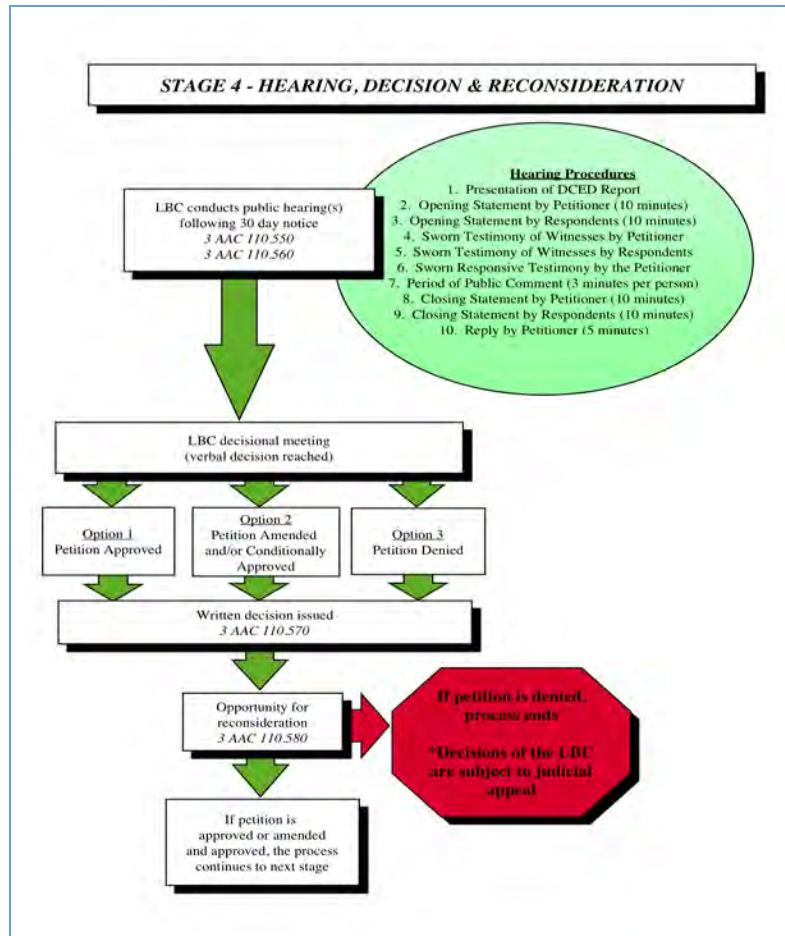 STAGE 4 - HEARING, DECISION & RECONSIDERATION
LBC conducts public hearing(s)
following 30 day notice
3 AAC 110.550
3 AAC 110.560
Hearing Procedures
1. Presentation of DCED Report
2. Opening Statement by Petitioner (10 minutes)
3. Opening Statement by Respondents (10 minutes)
4. Sworn Testimony of Witnesses by Petitioner
5. Sworn Testimony of Witnesses by Respondents
6. Sworn Responsive Testimony by the Petitioner
7. Period of Public Comment (3 minutes per person)
8. Closing Statement by Petitioner (10 minutes)
9. Closing Statement by Respondents (10 minutes)
10. Reply by Petitioner (5 minutes)
LBC decisional meeting
(verbal decision reached)
Option 1
Petition Approved
Option 2
Petition Amended
and/or Conditionally
Approved
Option 3
Petition Denied
Written decision issued
3 AAC 110.570
Opportunity for
reconsideration
3 AAC 110.580
If petition is denied,
process ends
*Decisions of the LBC
are subject to judicial
appeal
If petition is
approved or amended
and approved, the process
continues to next stage